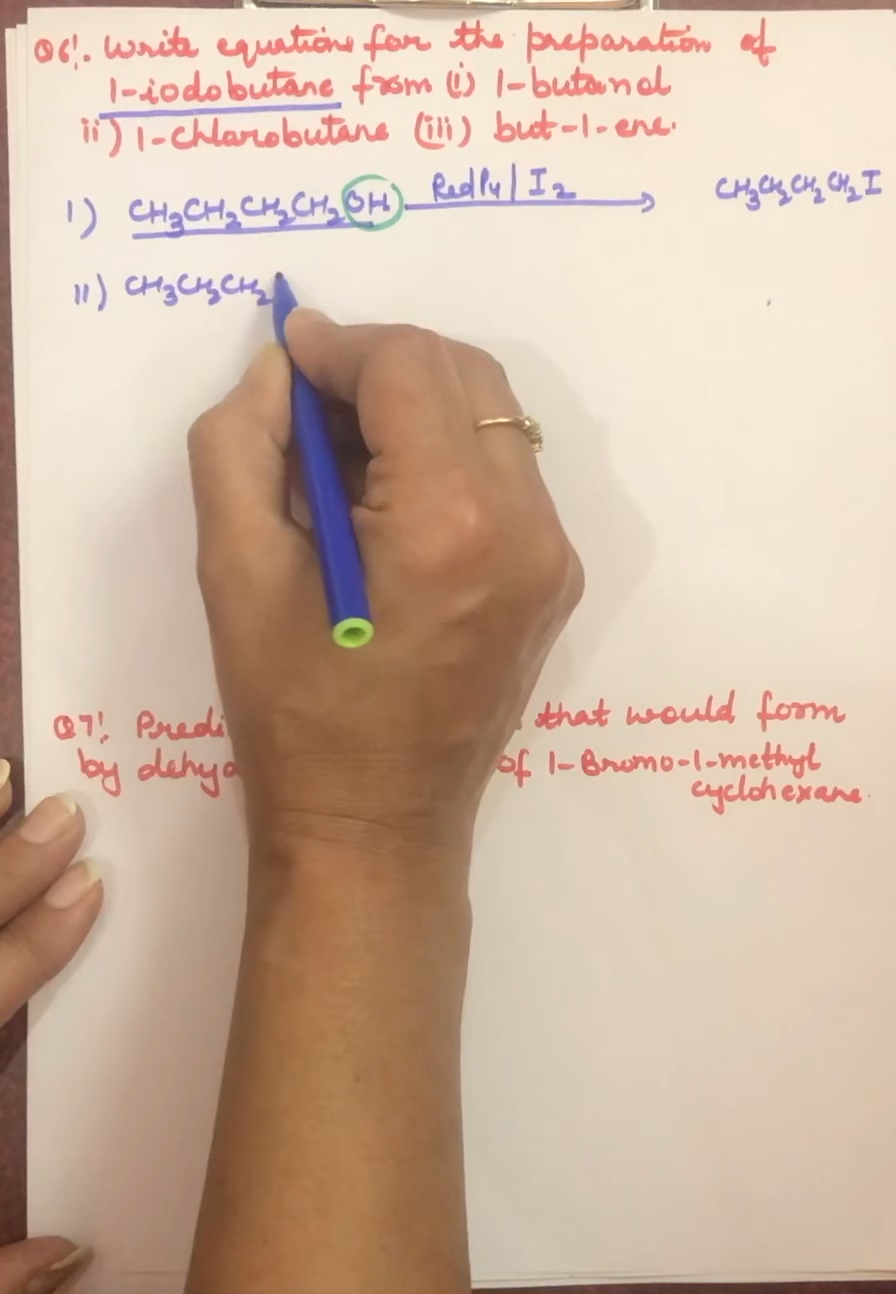 Q6:. Write equations for the preparation of
1-iodobutane from (i) 1-butanol
ii) 1-chlorobutane (iii) but-1-ene.
1) CH3CH2CH2CH2OH Red P4 / I2 CH3CH2CH2CH2I
11) CH3CH2CH2
Q7:. that would form
by of 1-Bromo-1-methyl
cyclohexane.